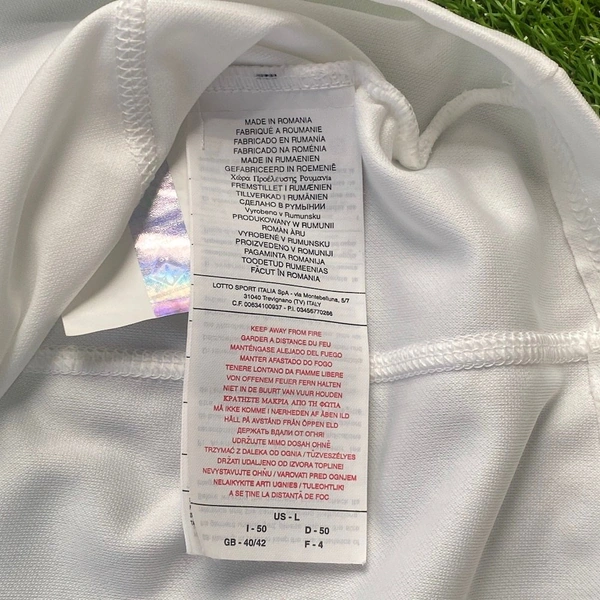 MADE IN ROMANIA
FABRIQUÉ A ROUMANIE
FABRICADO EN RUMANÍA
FABRICADO NA ROMÉNIA
MADE IN RUMAENIEN
GEFABRICEERD IN ROEMENIË
Χώρα Προέλευσης Ρουμανία
FREMSTILLET I RUMÆNIEN
TILLVERKAD I RUMÄNIEN
СДЕЛАНО В РУМЫНИИ
Vyrobeno v Rumunsku
PRODUKOWANY W RUMUNII
ROMÁN ÁRU
VYROBENÉ V RUMUNSKU
PROIZVEDENO V ROMUNIJI
PAGAMINTA RUMANIJA
TOODETUD RUMEENIAS
FĂCUT ÎN ROMANIA
LOTTO SPORT ITALIA SpA - via Montebelluna, 5/7
31040 Trevignano (TV) ITALY
C.F. 00634100937 - P.I. 03456770266
KEEP AWAY FROM FIRE
GARDER A DISTANCE DU FEU
MANTÉNGASE ALEJADO DEL FUEGO
MANTER AFASTADO DO FOGO
TENERE LONTANO DA FIAMME LIBERE
VON OFFENEM FEUER FERN HALTEN
NIET IN DE BUURT VAN VUUR HOUDEN
ΚΡΑΤΗΣΤΕ ΜΑΚΡΙΑ ΑΠΟ ΤΗ ΦΩΤΙΑ
MÅ IKKE KOMME I NÆRHEDEN AF ÅBEN ILD
HÅLL PÅ AVSTÅND FRÅN ÖPPEN ELD
ДЕРЖАТЬ ВДАЛИ ОТ ОГНЯ!
UDRŽUJTE MIMO DOSAH OHNĚ
TRZYMAĆ Z DALEKA OD OGNIA / TŰZVESZÉLYES
DRŽATI UDALJENO OD IZVORA TOPLINE!
NEVYSTAVUJTE OHNU / VAROVATI PRED OGNJEM
NELAIKYKITE ARTI UGNIES / TULEOHTLIK!
A SE ŢINE LA DISTANŢĂ DE FOC
US - L
I - 50 D - 50
GB - 40/42 F - 4